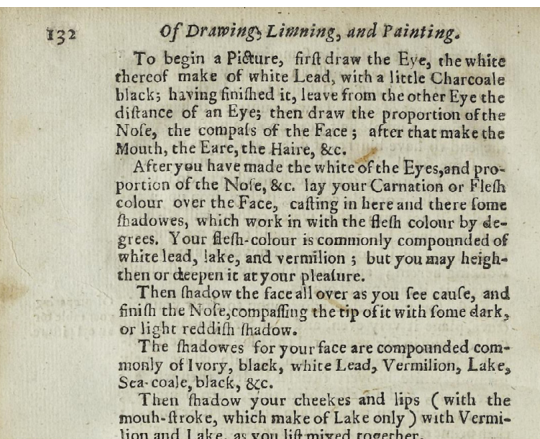 132 Of Drawing, Limning, and Painting.
To begin a Picture, first draw the Eye, the white
thereof make of white Lead, with a little Charcoale
black; having finished it, leave from the other Eye the
distance of an Eye; then draw the proportion of the
Nose, the compass of the Face; after that make the
Mouth, the Eare, the Haire, &c.
After you have made the white of the Eyes, and pro-
portion of the Nose, &c. lay your Carnation or Flesh
colour over the Face, casting in here and there some
shadowes, which work in with the flesh colour by de-
grees. Your flesh-colour is commonly compounded of
white lead, lake, and vermilion; but you may heigh-
then or deepen it at your pleasure.
Then shadow the face all over as you see cause, and
finish the Nose, compassing the tip of it with some dark,
or light reddish shadow.
The shadowes for your face are compounded com-
monly of Ivory, black, white Lead, Vermilion, Lake,
Sea-coale, black, &c.
Then shadow your cheekes and lips (with the
mouh-stroke, which make of Lake only) with Vermi-
lion and Lake, as you list mixed together.